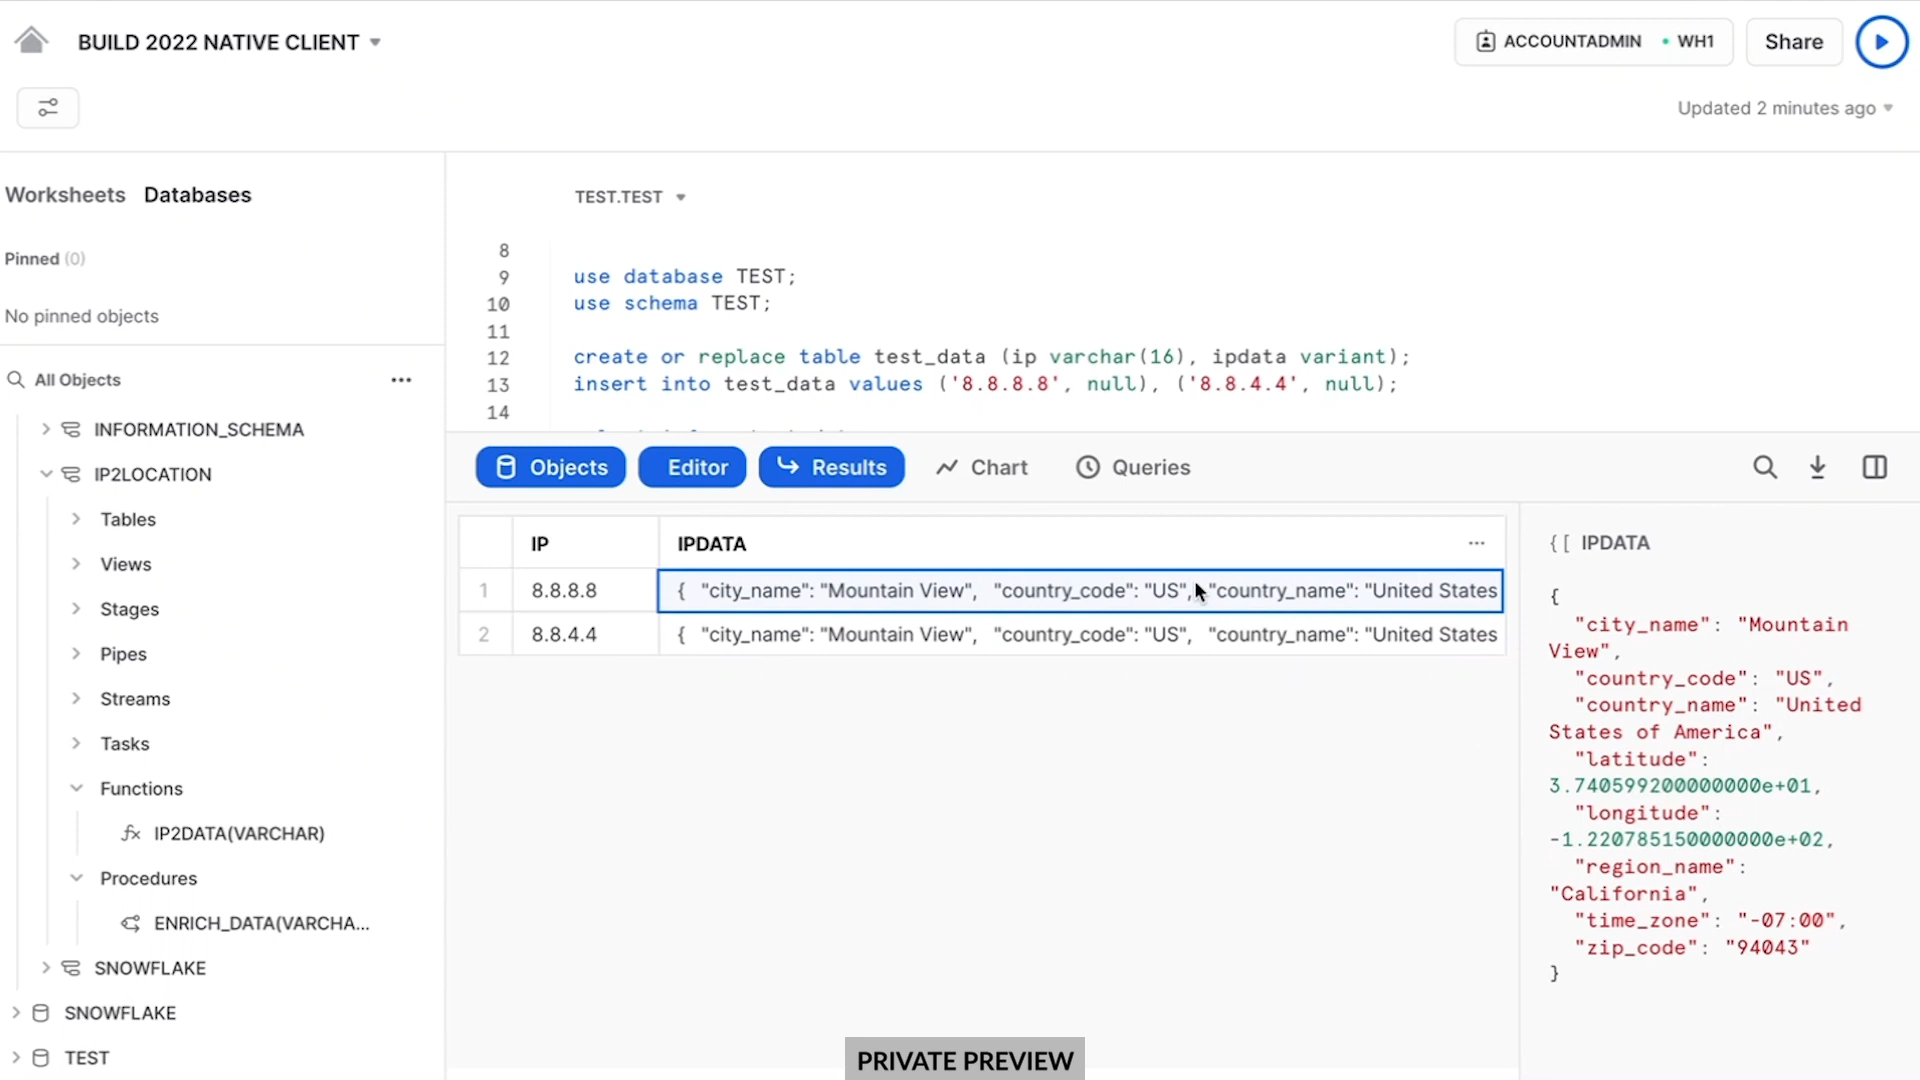 BUILD 2022 NATIVE CLIENT
ACCOUNTADMIN • WH1
Share
Updated 2 minutes ago
Worksheets Databases
Pinned (0)
No pinned objects
All Objects
INFORMATION_SCHEMA
IP2LOCATION
Tables
Views
Stages
Pipes
Streams
Tasks
Functions
fx IP2DATA(VARCHAR)
Procedures
ENRICH_DATA(VARCHA...
SNOWFLAKE
SNOWFLAKE
TEST
TEST.TEST
8
9 use database TEST;
10 use schema TEST;
11
12 create or replace table test_data (ip varchar(16), ipdata variant);
13 insert into test_data values ('8.8.8.8', null), ('8.8.4.4', null);
14
Objects Editor Results Chart Queries
IP IPDATA ...
1 8.8.8.8 { "city_name": "Mountain View", "country_code": "US", "country_name": "United States
2 8.8.4.4 { "city_name": "Mountain View", "country_code": "US", "country_name": "United States
{[ IPDATA
{
"city_name": "Mountain
View",
"country_code": "US",
"country_name": "United
States of America",
"latitude":
3.740599200000000e+01,
"longitude":
-1.220785150000000e+02,
"region_name":
"California",
"time_zone": "-07:00",
"zip_code": "94043"
}
PRIVATE PREVIEW